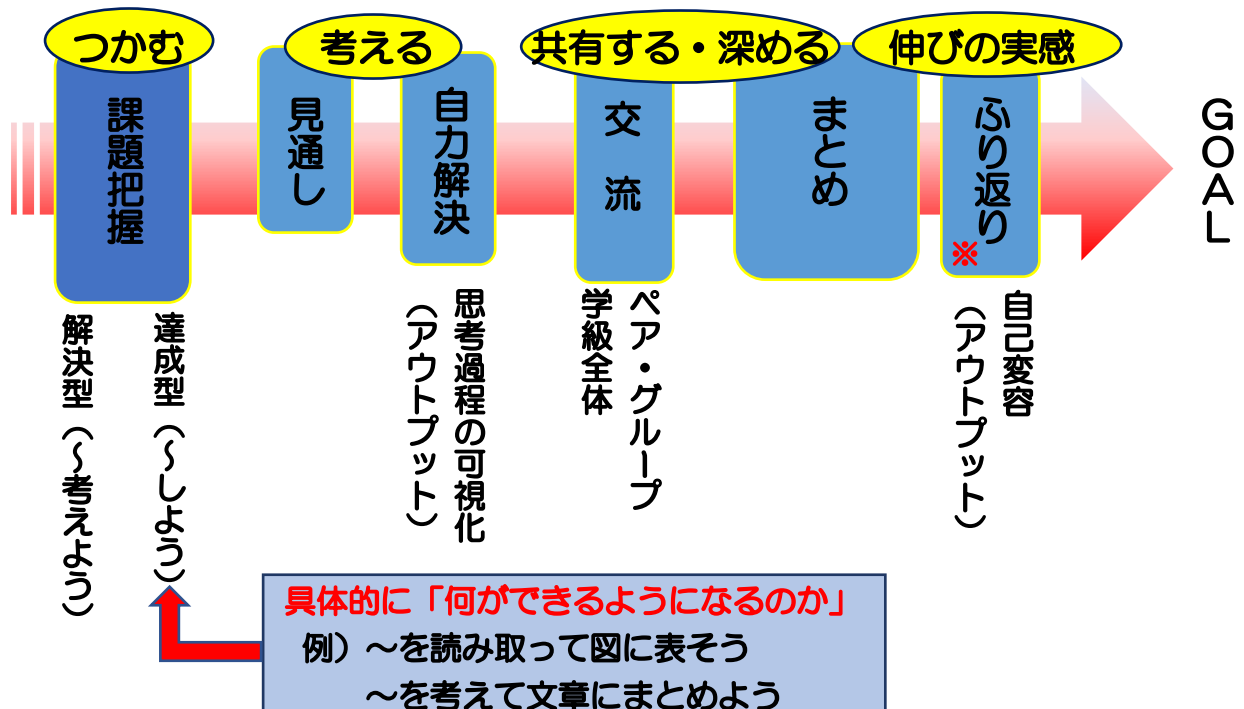 つかむ
考える
共有する・深める
伸びの実感
課題把握
見通し
自力解決
交流
まとめ
ふり返り
※
GOAL
達成型（～しよう）
解決型（～考えよう）
思考過程の可視化
（アウトプット）
ペア・グループ
学級全体
自己変容
（アウトプット）
具体的に「何ができるようになるのか」
例）～を読み取って図に表そう
～を考えて文章にまとめよう